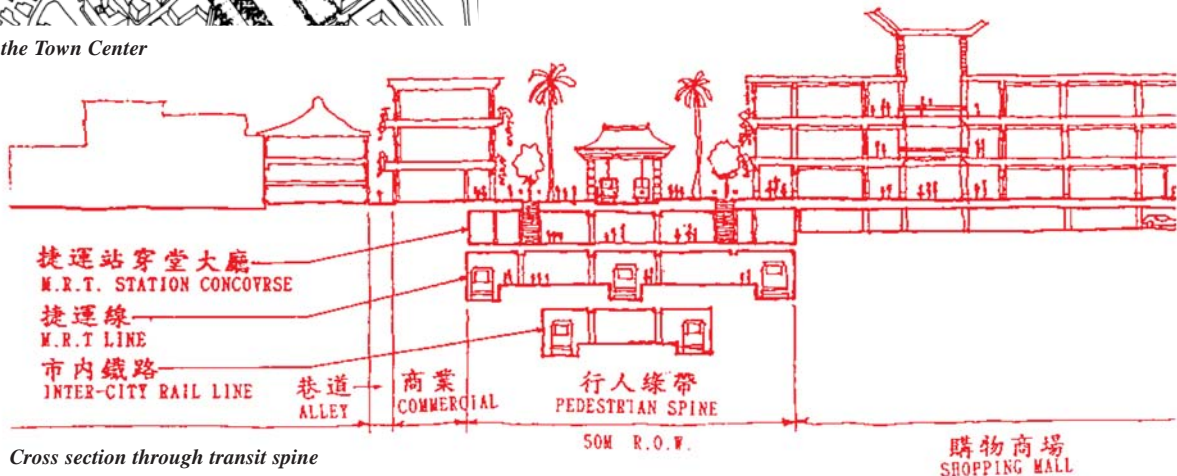 the Town Center
捷運站穿堂大廳
M.R.T. STATION CONCOVRSE
捷運線
M.R.T LINE
市内鐵路
INTER-CITY RAIL LINE
巷道
ALLEY
商業
COMMERCIAL
行人綠帶
PEDESTRIAN SPINE
50M R.O.W.
購物商場
SHOPPING MALL
Cross section through transit spine